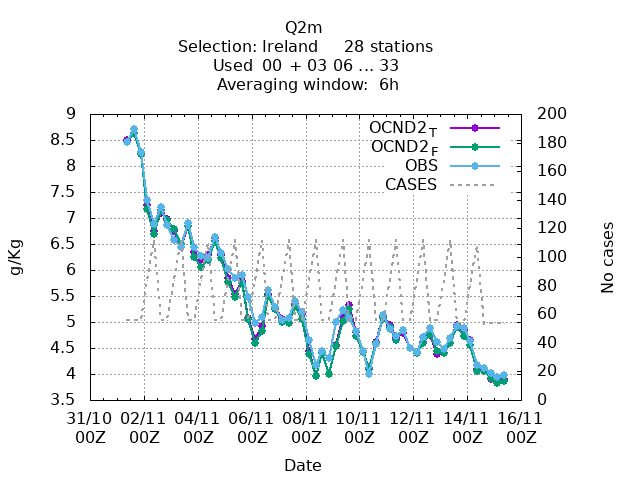 Q2m
Selection: Ireland 28 stations
Used 00 + 03 06 ... 33
Averaging window: 6h
9
8.5
8
7.5
7
6.5
6
5.5
5
4.5
4
3.5
g/Kg
200
180
160
140
120
100
80
60
40
20
0
No cases
OCND2T
OCND2F
OBS
CASES
31/10 02/11 04/11 06/11 08/11 10/11 12/11 14/11 16/11
00Z 00Z 00Z 00Z 00Z 00Z 00Z 00Z 00Z
Date